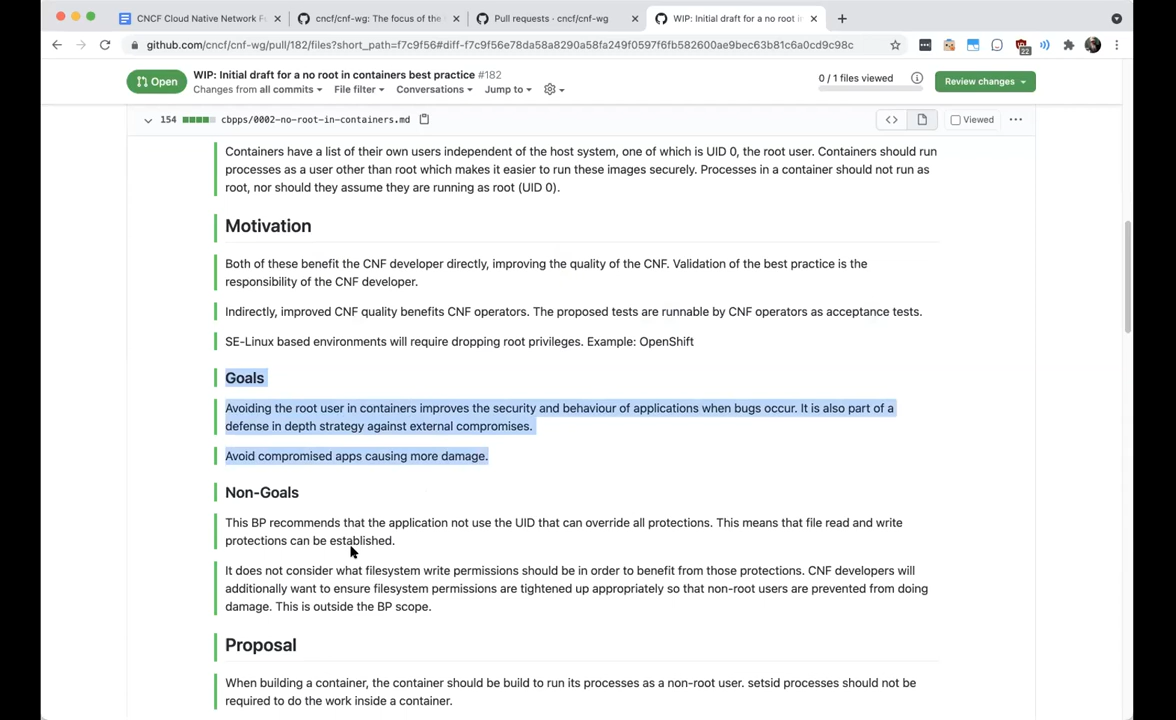 CNCF Cloud Native Network F
cncf/cnf-wg: The focus of the
Pull requests · cncf/cnf-wg
WIP: Initial draft for a no root in
github.com/cncf/cnf-wg/pull/182/files?short_path=f7c9f56#diff-f7c9f56e78da58a8290a58fa249f0597f6fb582600ae9bec63b81c6a0cd9c98c
22
Open
WIP: Initial draft for a no root in containers best practice #182
Changes from all commits File filter Conversations Jump to
0 / 1 files viewed
Review changes
154 cbpps/0002-no-root-in-containers.md
Viewed
Containers have a list of their own users independent of the host system, one of which is UID 0, the root user. Containers should run
processes as a user other than root which makes it easier to run these images securely. Processes in a container should not run as
root, nor should they assume they are running as root (UID 0).
Motivation
Both of these benefit the CNF developer directly, improving the quality of the CNF. Validation of the best practice is the
responsibility of the CNF developer.
Indirectly, improved CNF quality benefits CNF operators. The proposed tests are runnable by CNF operators as acceptance tests.
SE-Linux based environments will require dropping root privileges. Example: OpenShift
Goals
Avoiding the root user in containers improves the security and behaviour of applications when bugs occur. It is also part of a
defense in depth strategy against external compromises.
Avoid compromised apps causing more damage.
Non-Goals
This BP recommends that the application not use the UID that can override all protections. This means that file read and write
protections can be established.
It does not consider what filesystem write permissions should be in order to benefit from those protections. CNF developers will
additionally want to ensure filesystem permissions are tightened up appropriately so that non-root users are prevented from doing
damage. This is outside the BP scope.
Proposal
When building a container, the container should be build to run its processes as a non-root user. setsid processes should not be
required to do the work inside a container.